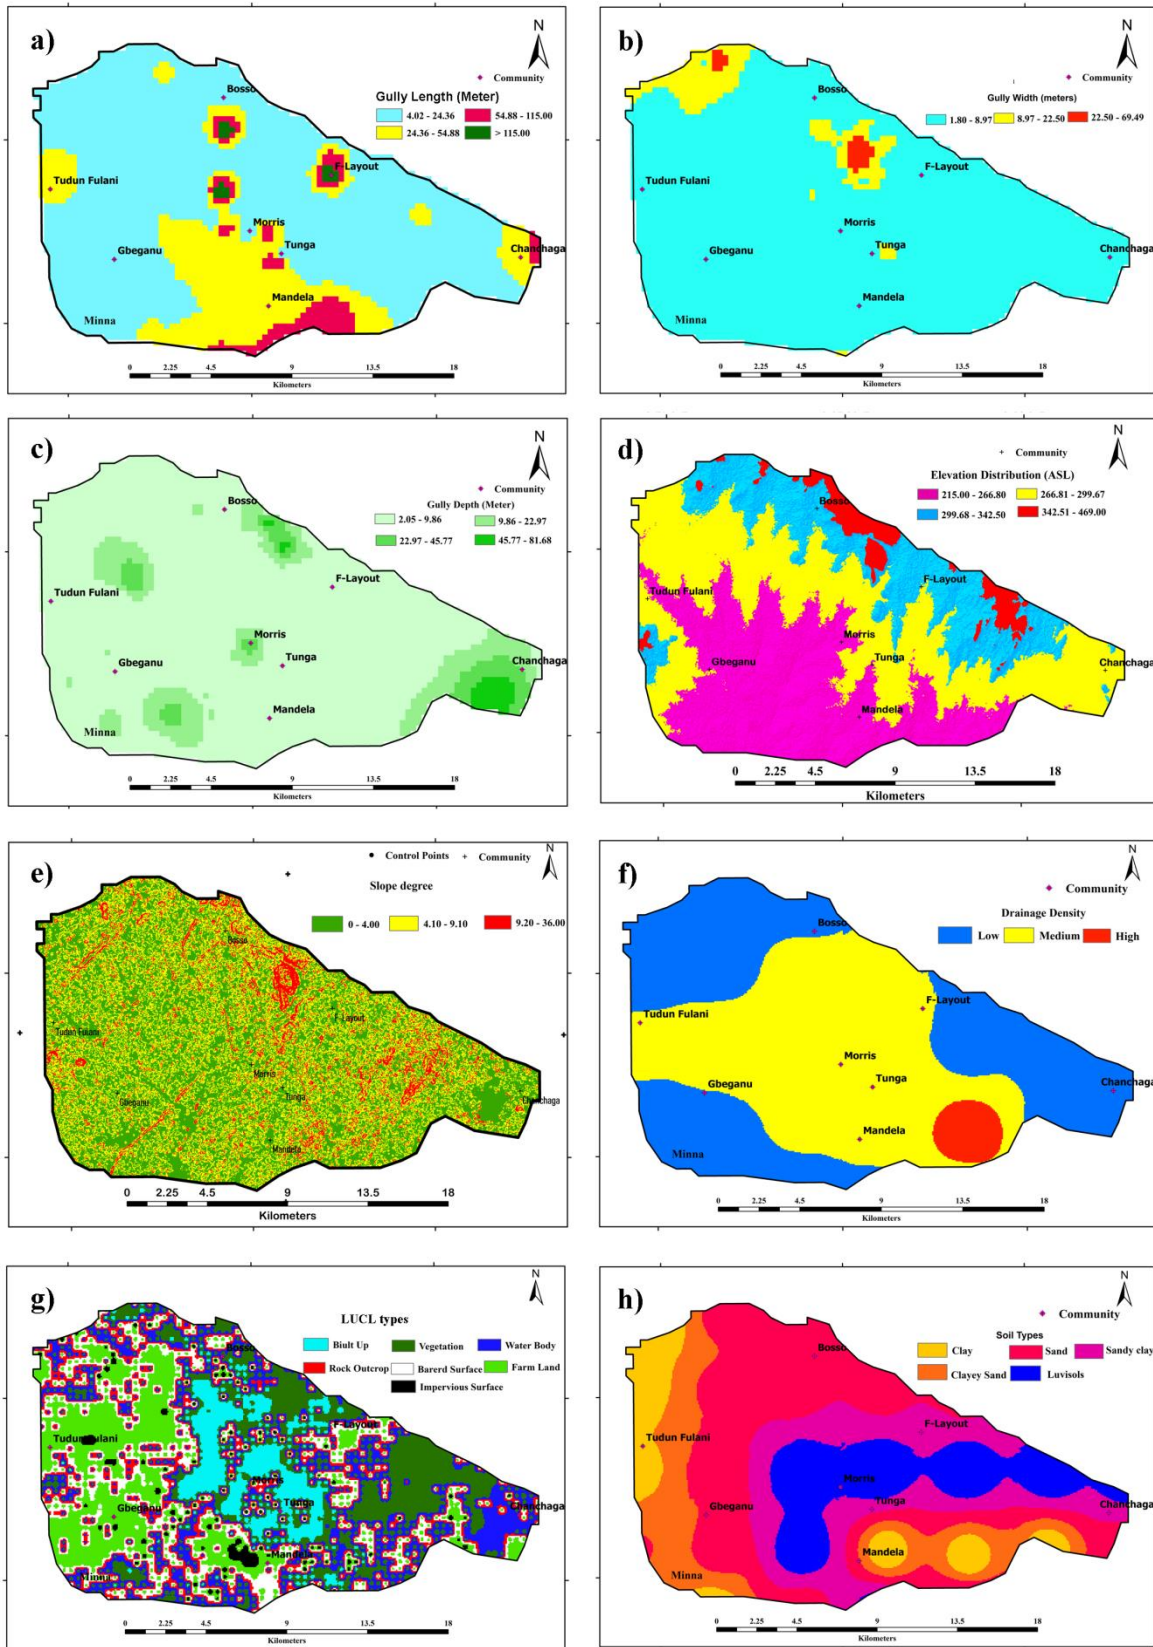 a)
N
Community
Bosso
Gully Length (Meter)
4.02 - 24.36
54.88 - 115.00
24.36 - 54.88
> 115.00
F-Layout
Tudun Fulani
Morris
Tunga
Gbeganu
Chanchaga
Mandela
Minna
0 2.25 4.5 9 13.5 18
Kilometers
b)
N
Community
Bosso
Gully Width (meters)
1.80 - 8.97
8.97 - 22.50
22.50 - 69.49
F-Layout
Tudun Fulani
Morris
Tunga
Gbeganu
Chanchaga
Mandela
Minna
0 2.25 4.5 9 13.5 18
Kilometers
c)
N
Community
Bosso
Gully Depth (Meter)
2.05 - 9.86
9.86 - 22.97
22.97 - 45.77
45.77 - 81.68
F-Layout
Tudun Fulani
Morris
Tunga
Gbeganu
Chanchaga
Mandela
Minna
0 2.25 4.5 9 13.5 18
Kilometers
d)
N
Community
Elevation Distribution (ASL)
215.00 - 266.80
266.81 - 299.67
299.68 - 342.50
342.51 - 469.00
Bosso
F-Layout
Tudun Fulani
Morris
Tunga
Gbeganu
Chanchaga
Mandela
0 2.25 4.5 9 13.5 18
Kilometers
e)
N
Control Points
Community
Slope degree
0 - 4.00
4.10 - 9.10
9.20 - 36.00
Bosso
F-Layout
Tudun Fulani
Morris
Tunga
Gbeganu
Chanchaga
Mandela
0 2.25 4.5 9 13.5 18
Kilometers
f)
N
Community
Drainage Density
Low
Medium
High
Bosso
F-Layout
Tudun Fulani
Morris
Tunga
Gbeganu
Chanchaga
Mandela
Minna
0 2.25 4.5 9 13.5 18
Kilometers
g)
N
LUCL types
Biult Up
Vegetation
Water Body
Rock Outcrop
Barerd Surface
Farm Land
Impervious Surface
Bosso
F-Layout
Tudun Fulani
Morris
Tunga
Gbeganu
Chanchaga
Mandela
Minna
0 2.25 4.5 9 13.5 18
Kilometers
h)
N
Community
Soil Types
Clay
Sand
Sandy clay
Clayey Sand
Luvisols
Bosso
F-Layout
Tudun Fulani
Morris
Tunga
Gbeganu
Chanchaga
Mandela
Minna
0 2.25 4.5 9 13.5 18
Kilometers